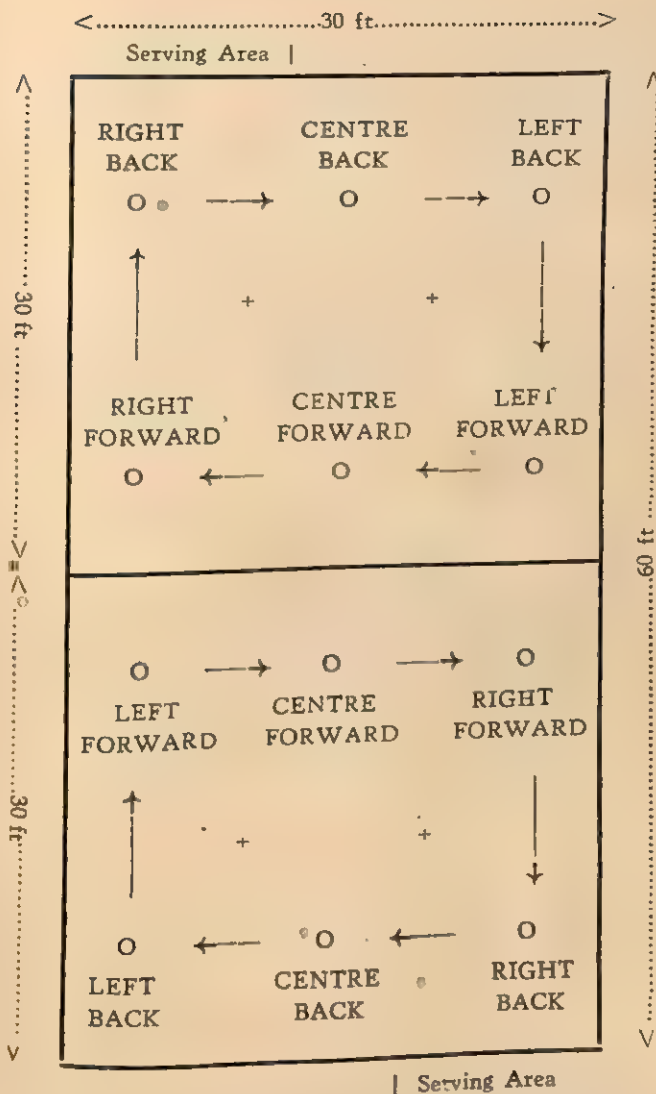 30 ft
Serving Area |
RIGHT BACK
CENTRE BACK
LEFT BACK
O O O
30 ft
+ +
RIGHT FORWARD
CENTRE FORWARD
LEFT FORWARD
O O O
60 ft
O O O
LEFT FORWARD
CENTRE FORWARD
RIGHT FORWARD
30 ft
+ +
O O O
LEFT BACK
CENTRE BACK
RIGHT BACK
| Serving Area